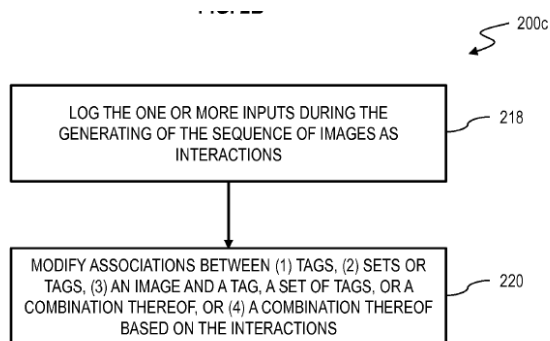 200c
LOG THE ONE OR MORE INPUTS DURING THE
GENERATING OF THE SEQUENCE OF IMAGES AS
INTERACTIONS
218
MODIFY ASSOCIATIONS BETWEEN (1) TAGS, (2) SETS OR
TAGS, (3) AN IMAGE AND A TAG, A SET OF TAGS, OR A
COMBINATION THEREOF, OR (4) A COMBINATION THEREOF
BASED ON THE INTERACTIONS
220